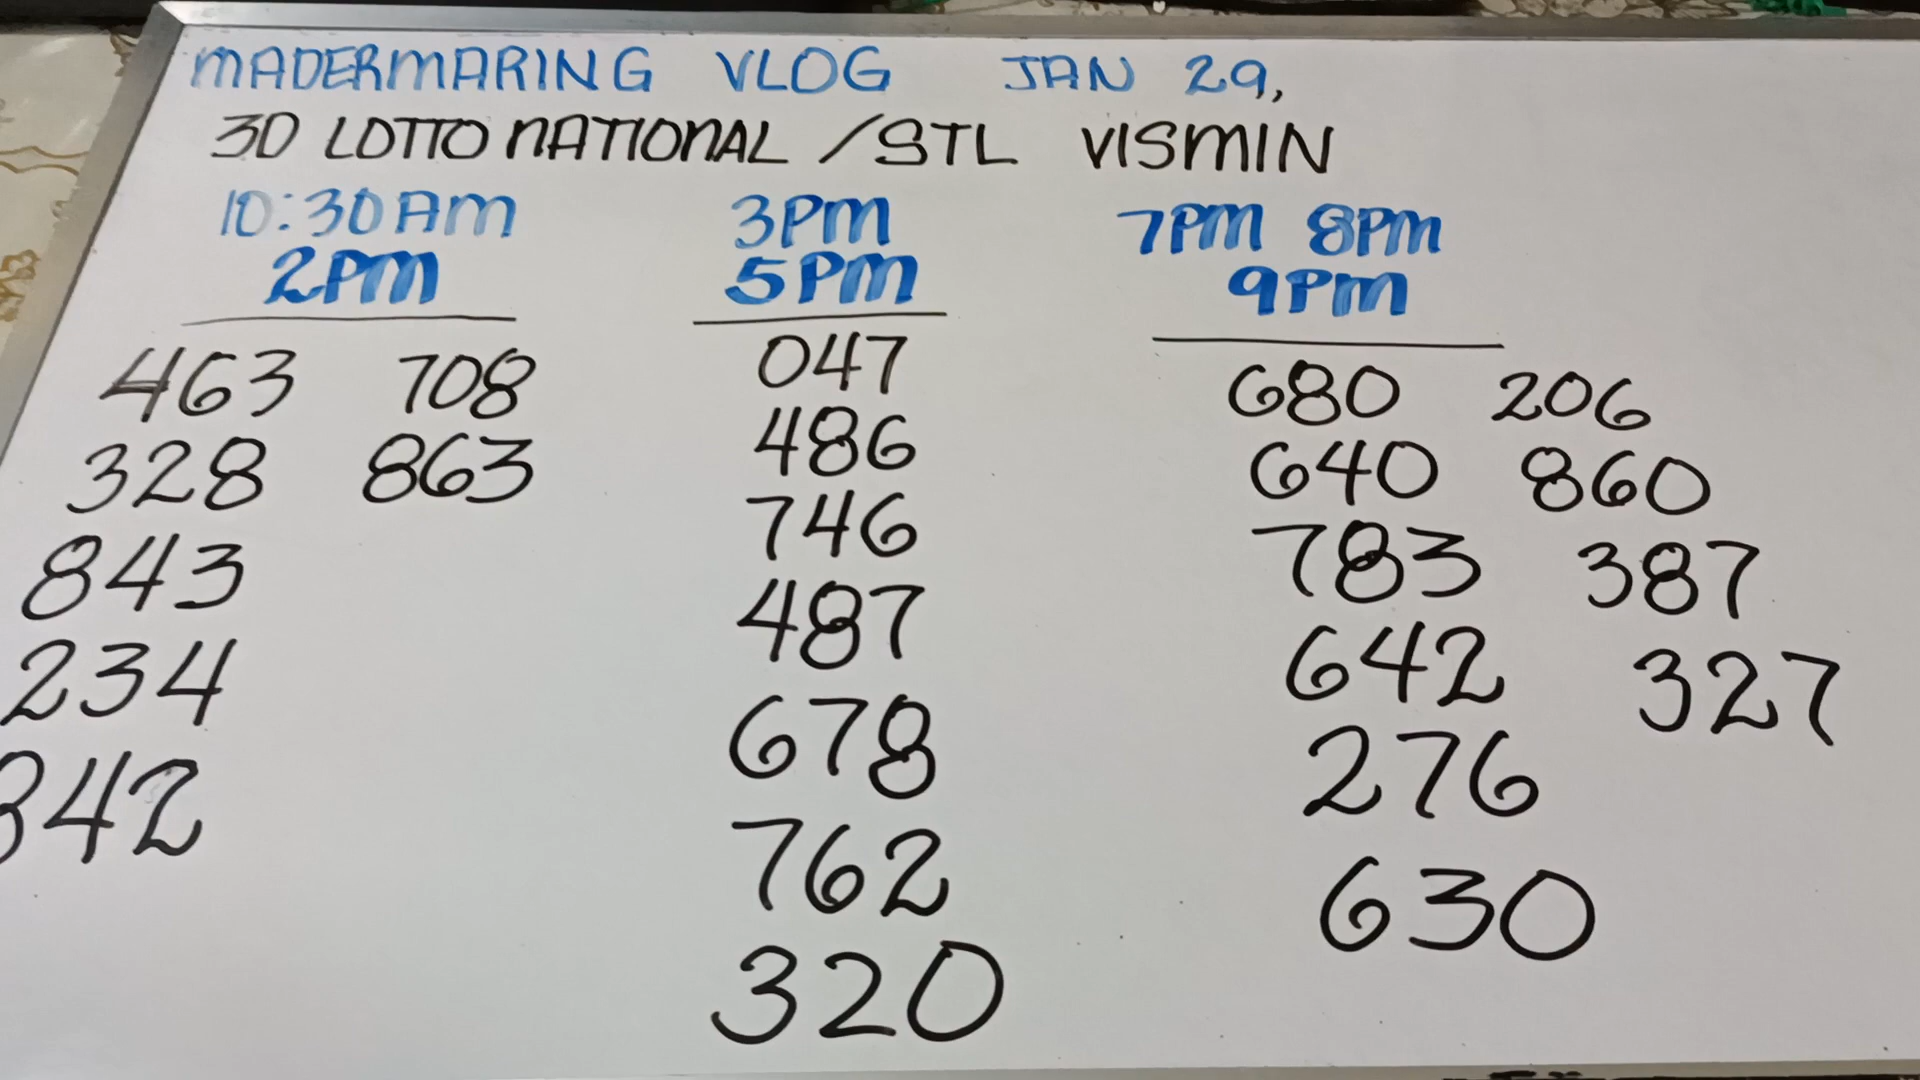 MADERMARING VLOG JAN 29,
3D LOTTO NATIONAL / STL VISMIN
10:30AM 3PM 7PM 8PM
2PM 5PM 9PM
463 708 047 680 206
328 863 486 640 860
843 746 783 387
234 487 642 327
342 678 276
762 630
320